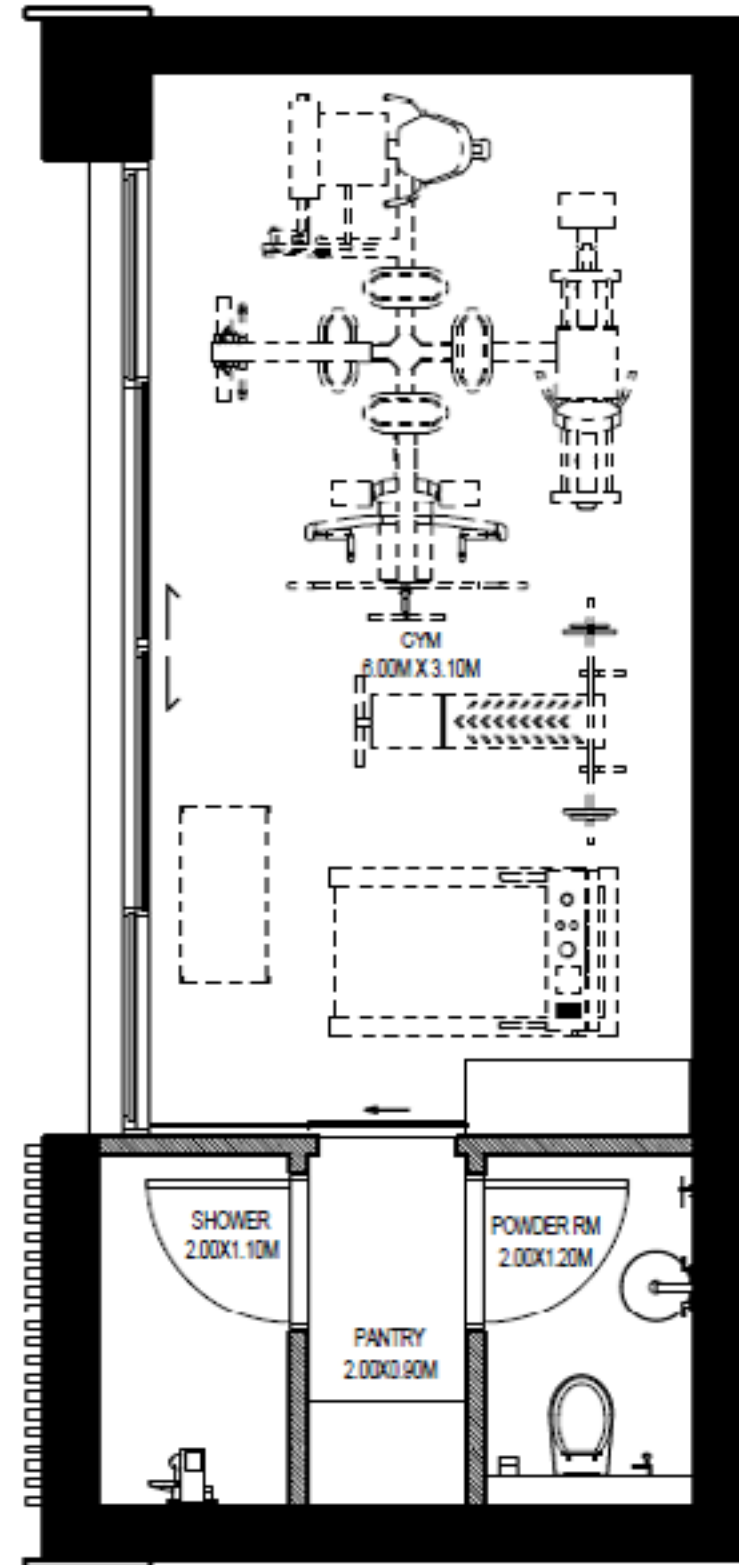 GYM
6.00M X 3.10M
SHOWER
2.00X1.10M
POWDER RM
2.00X1.20M
PANTRY
2.00X0.90M